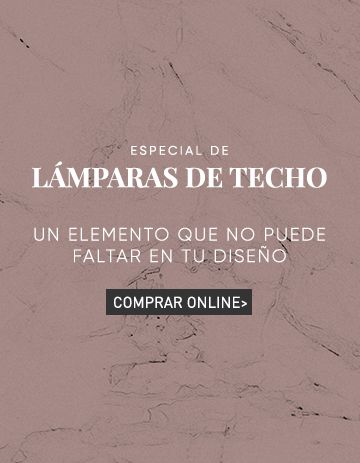 ESPECIAL DE
LÁMPARAS DE TECHO
UN ELEMENTO QUE NO PUEDE
FALTAR EN TU DISEÑO
COMPRAR ONLINE>